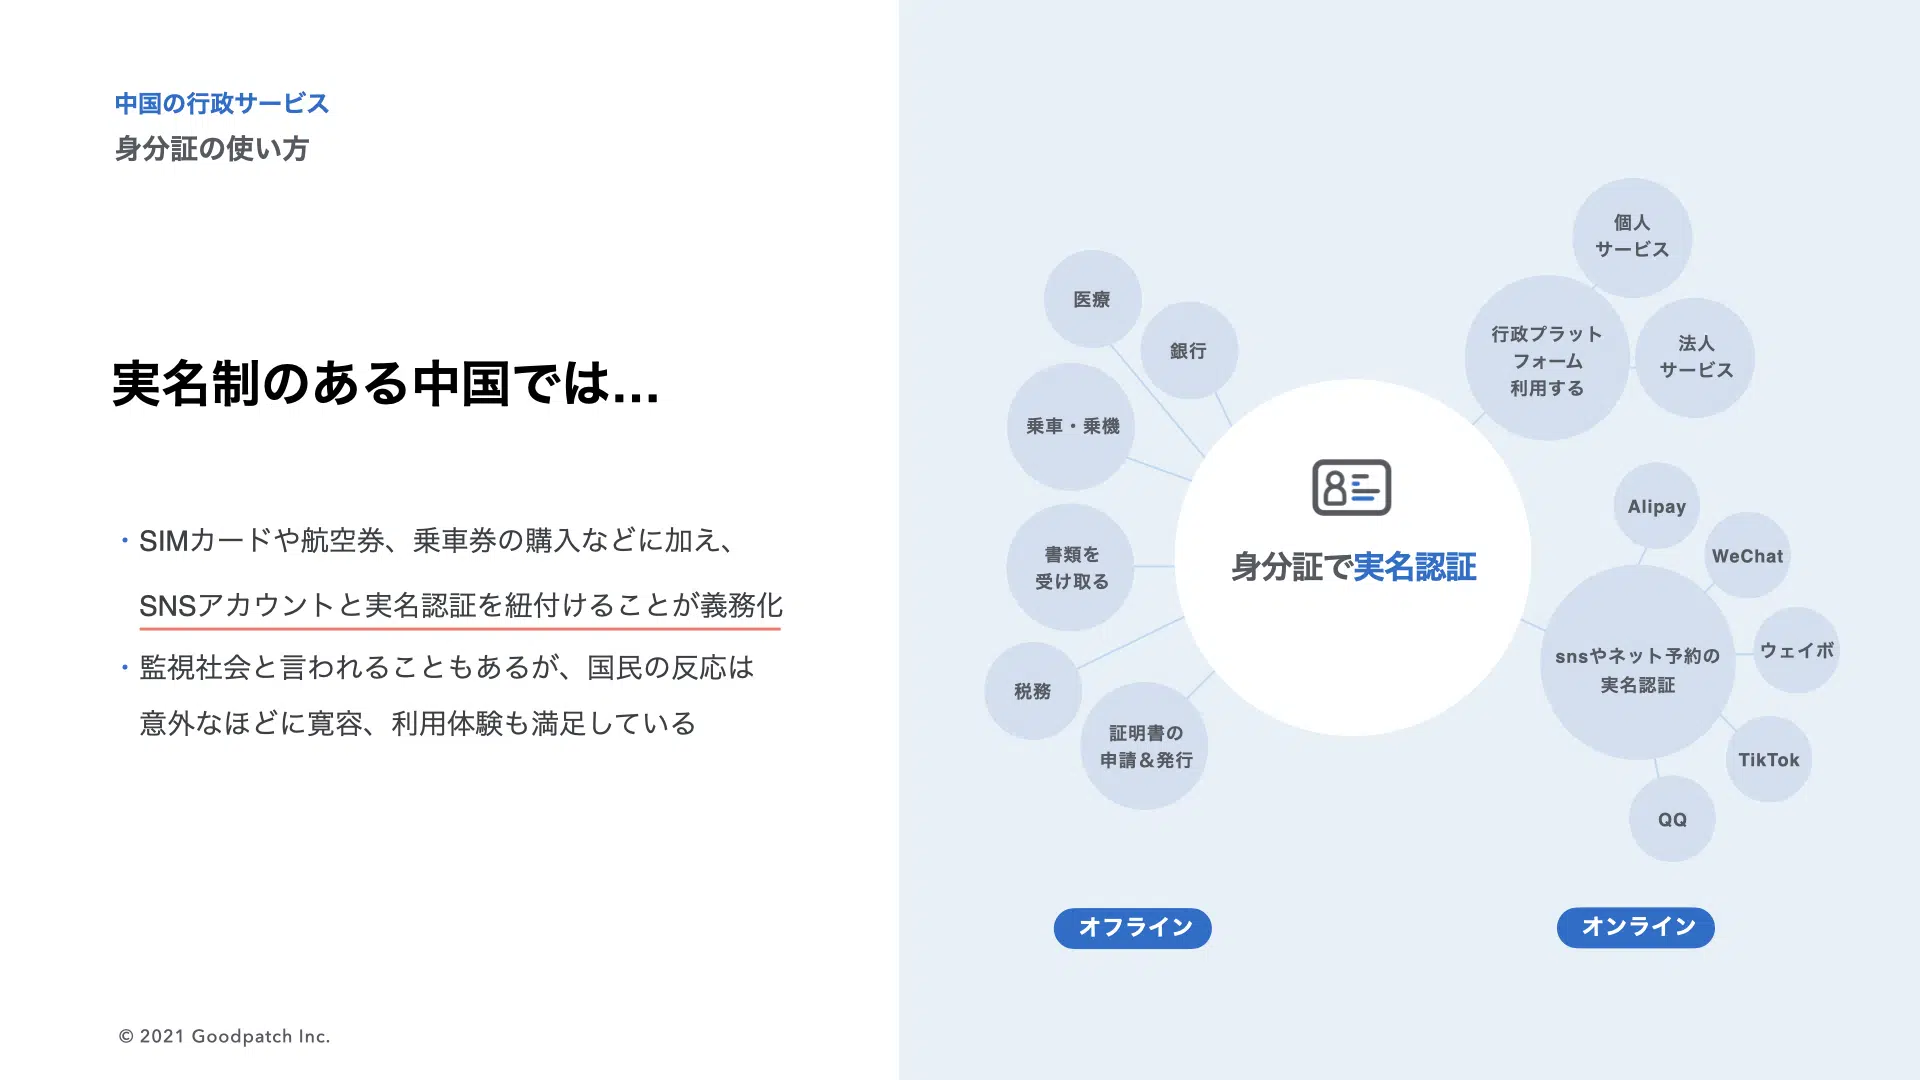 中国の行政サービス
身分証の使い方
実名制のある中国では...
・SIMカードや航空券、乗車券の購入などに加え、
SNSアカウントと実名認証を紐付けることが義務化
・監視社会と言われることもあるが、国民の反応は
意外なほどに寛容、利用体験も満足している
© 2021 Goodpatch Inc.
医療
銀行
乗車・乗機
書類を
受け取る
税務
証明書の
申請＆発行
身分証で実名認証
個人
サービス
行政プラット
フォーム
利用する
法人
サービス
Alipay
WeChat
snsやネット予約の
実名認証
ウェイボ
TikTok
QQ
オフライン
オンライン